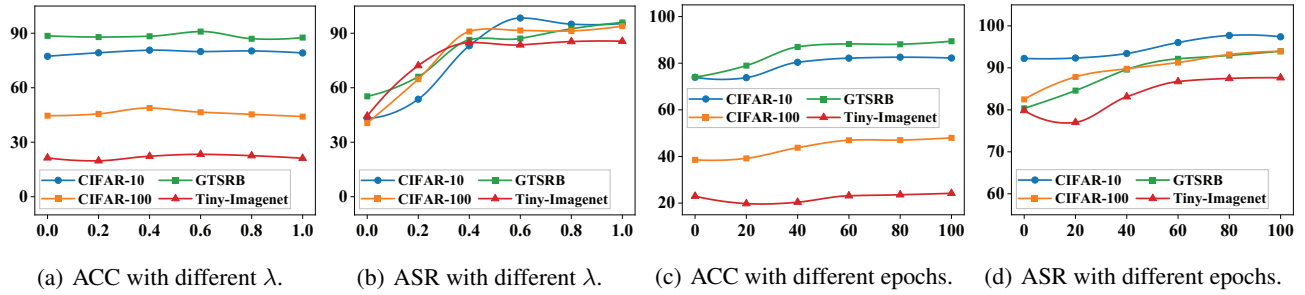 90
60
30
0
CIFAR-10 GTSRB
CIFAR-100 Tiny-Imagenet
0.0 0.2 0.4 0.6 0.8 1.0
(a) ACC with different λ.
90
60
30
0
CIFAR-10 GTSRB
CIFAR-100 Tiny-Imagenet
0.0 0.2 0.4 0.6 0.8 1.0
(b) ASR with different λ.
100
80
60
40
20
CIFAR-10 GTSRB
CIFAR-100 Tiny-Imagenet
0 20 40 60 80 100
(c) ACC with different epochs.
100
90
80
70
60
CIFAR-10 GTSRB
CIFAR-100 Tiny-Imagenet
0 20 40 60 80 100
(d) ASR with different epochs.